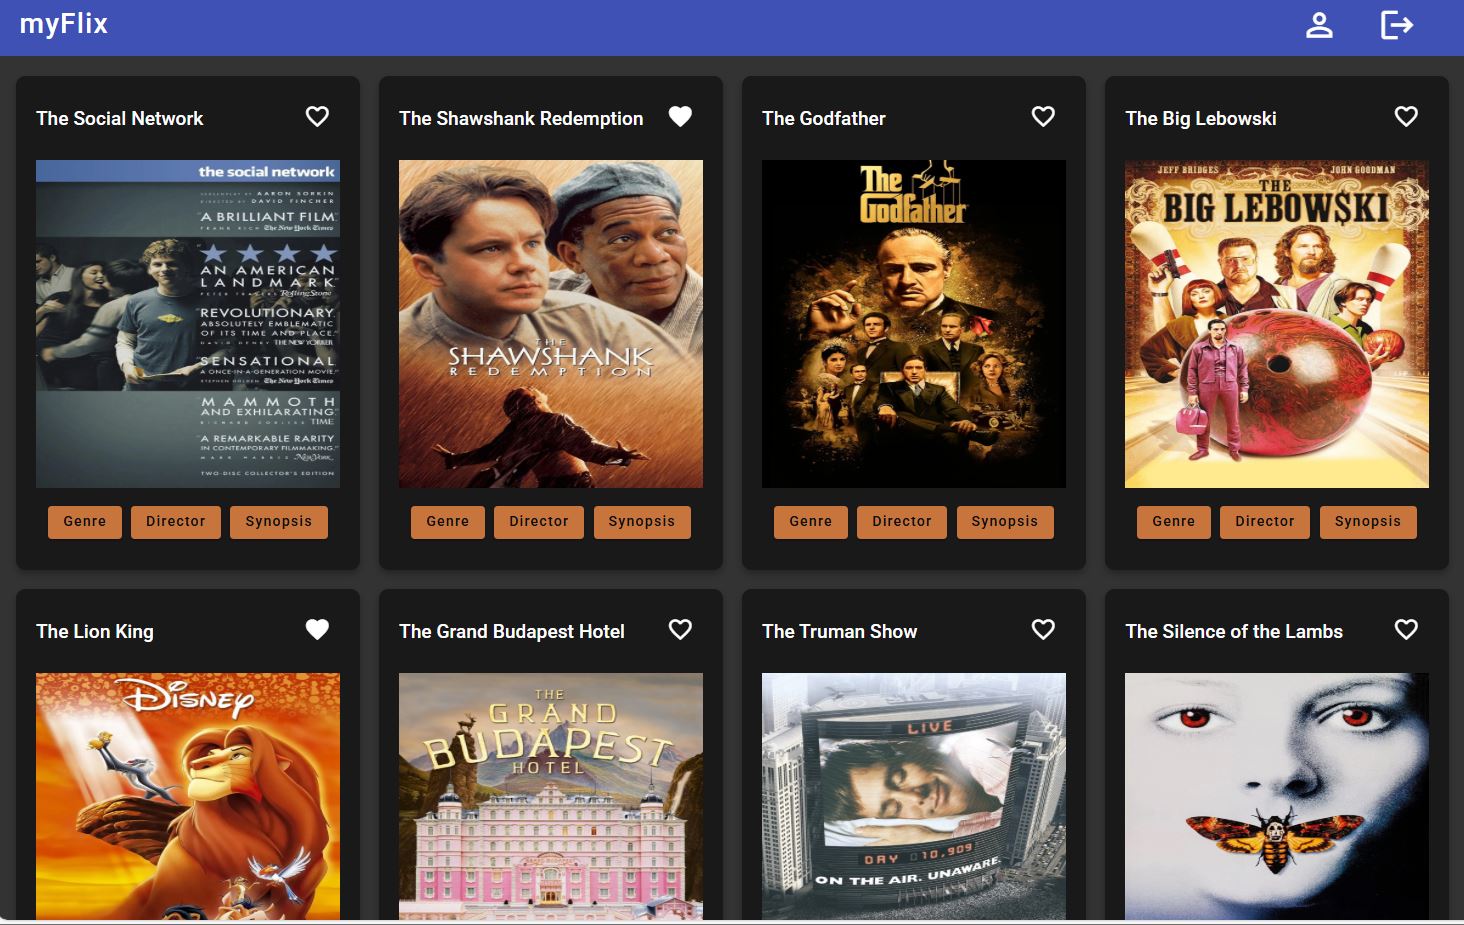 myFlix
The Social Network
The Shawshank Redemption
The Godfather
The Big Lebowski
the social network
SCREENPLAY BY AARON SORKIN
DIRECTED BY DAVID FINCHER
"A BRILLIANT FILM."
FRANK RICH The New York Times
AN AMERICAN
LANDMARK."
PETER TRAVERS Rolling Stone
"REVOLUTIONARY.
ABSOLUTELY EMBLEMATIC
OF ITS TIME AND PLACE."
DAVID DENBY THE NEW YORKER
"SENSATIONAL.
A ONCE-IN-A-GENERATION MOVIE."
STEPHEN HOLDEN The New York Times
"MAMMOTH
AND EXHILARATING."
RICHARD CORLISS TIME
"A REMARKABLE RARITY
IN CONTEMPORARY FILMMAKING."
MARK HARRIS New York
TWO-DISC COLLECTOR'S EDITION
THE
SHAWSHANK
REDEMPTION
The
Godfather
JEFF BRIDGES JOHN GOODMAN
THE
BIG LEBOW$KI
Genre Director Synopsis
Genre Director Synopsis
Genre Director Synopsis
Genre Director Synopsis
The Lion King
The Grand Budapest Hotel
The Truman Show
The Silence of the Lambs
DISNEY
THE
GRAND
BUDAPEST
HOTEL
LIVE
DAY 10,909
ON THE AIR. UNAWARE.